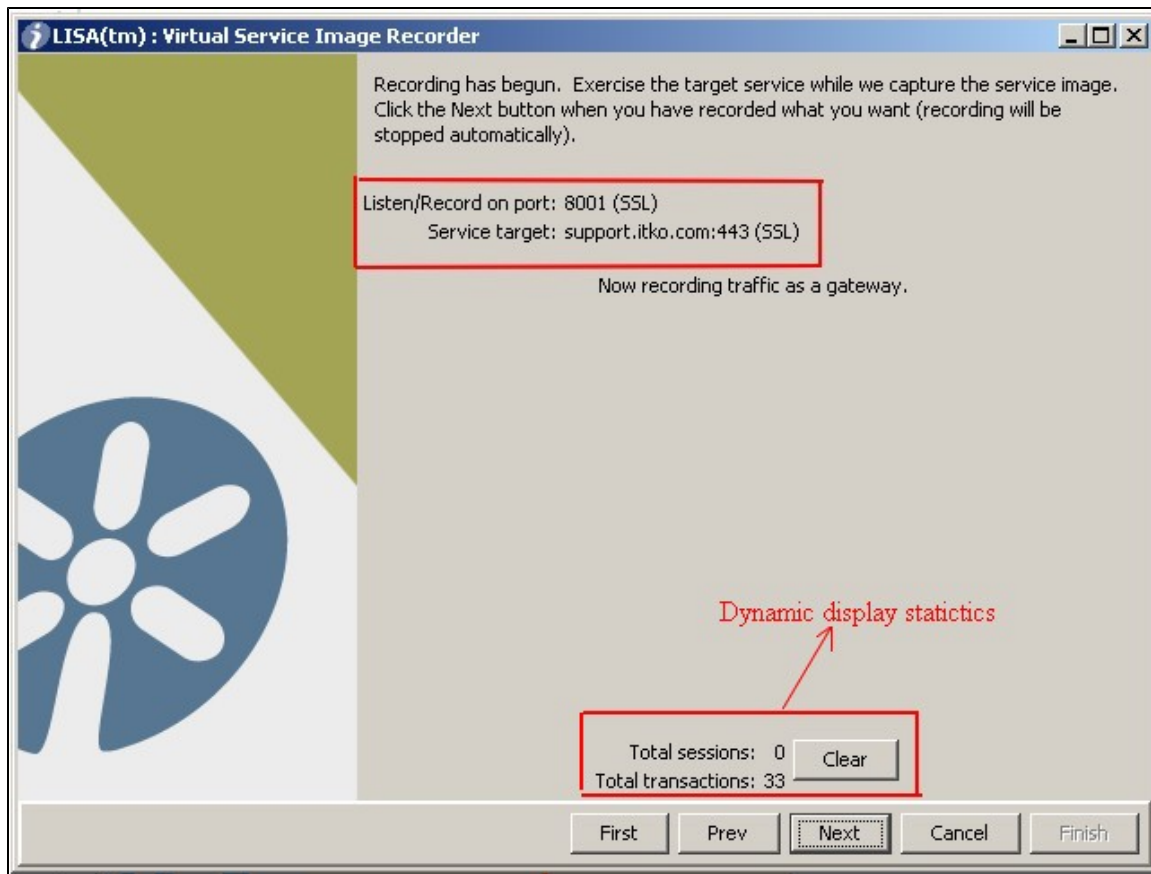 LISA(tm) : Virtual Service Image Recorder
Recording has begun. Exercise the target service while we capture the service image.
Click the Next button when you have recorded what you want (recording will be
stopped automatically).
Listen/Record on port: 8001 (SSL)
Service target: support.itko.com:443 (SSL)
Now recording traffic as a gateway.
Dynamic display statictics
Total sessions: 0
Clear
Total transactions: 33
First Prev Next Cancel Finish